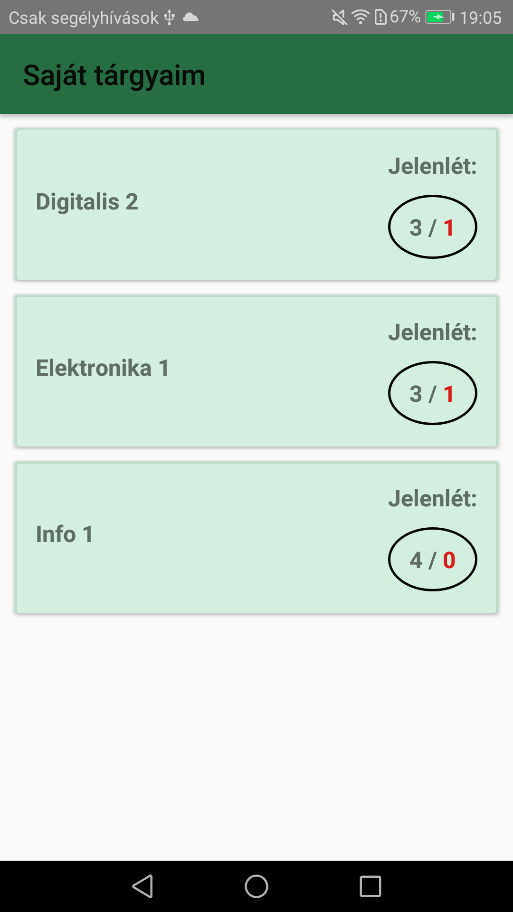 Csak segélyhívások 67% 19:05
Saját tárgyaim
Jelenlét:
Digitalis 2
3 / 1
Jelenlét:
Elektronika 1
3 / 1
Jelenlét:
Info 1
4 / 0